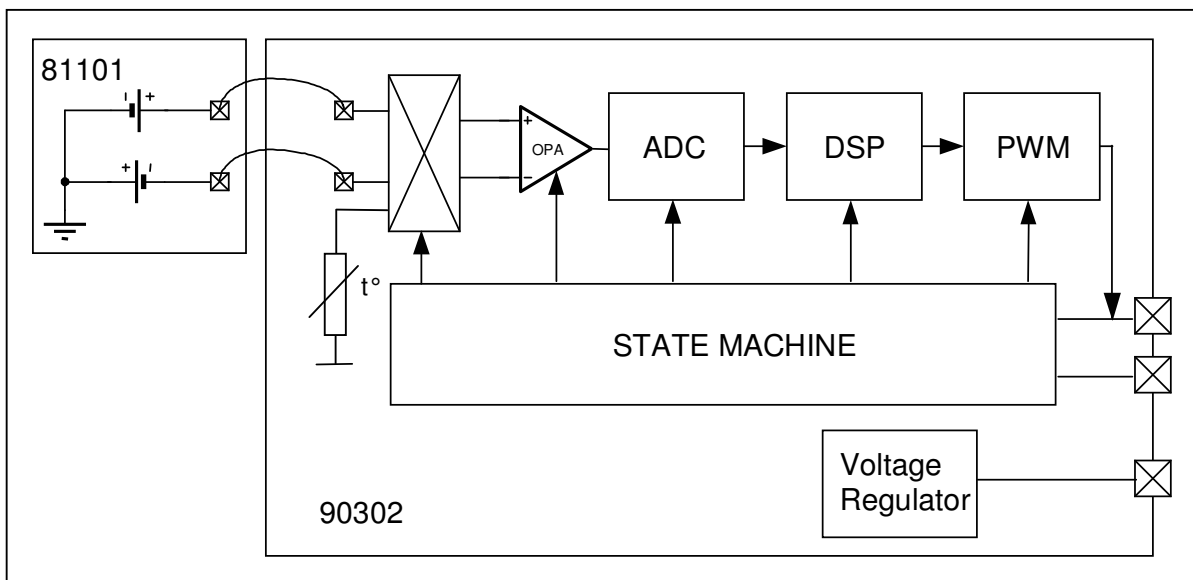 81101
ı +
+ ı
+
OPA
−
ADC
DSP
PWM
t°
STATE MACHINE
Voltage
Regulator
90302